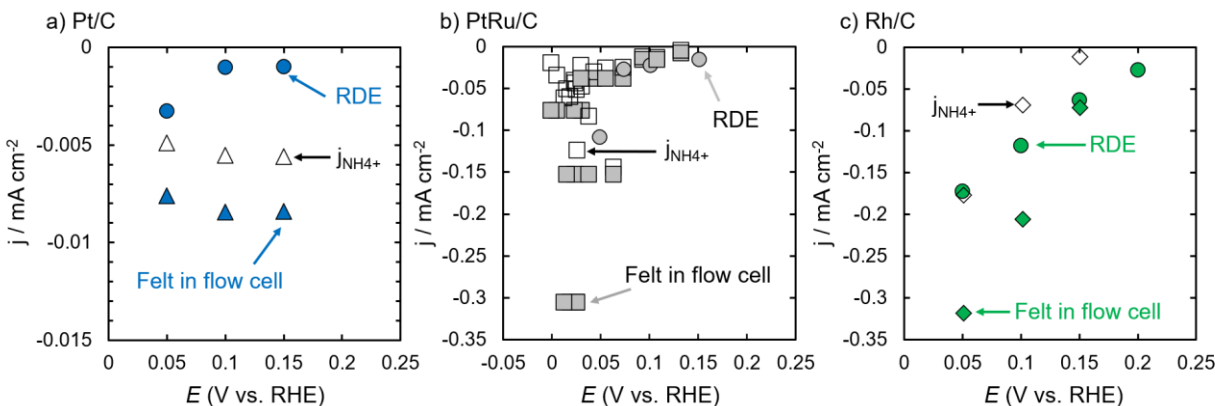 a) Pt/C
0
-0.005
-0.01
-0.015
j / mA cm-2
0 0.05 0.1 0.15 0.2 0.25
E (V vs. RHE)
RDE
jNH4+
Felt in flow cell
b) PtRu/C
0
-0.05
-0.1
-0.15
-0.2
-0.25
-0.3
-0.35
j / mA cm-2
0 0.05 0.1 0.15 0.2 0.25
E (V vs. RHE)
RDE
jNH4+
Felt in flow cell
c) Rh/C
0
-0.05
-0.1
-0.15
-0.2
-0.25
-0.3
-0.35
j / mA cm-2
0 0.05 0.1 0.15 0.2 0.25
E (V vs. RHE)
jNH4+
RDE
Felt in flow cell